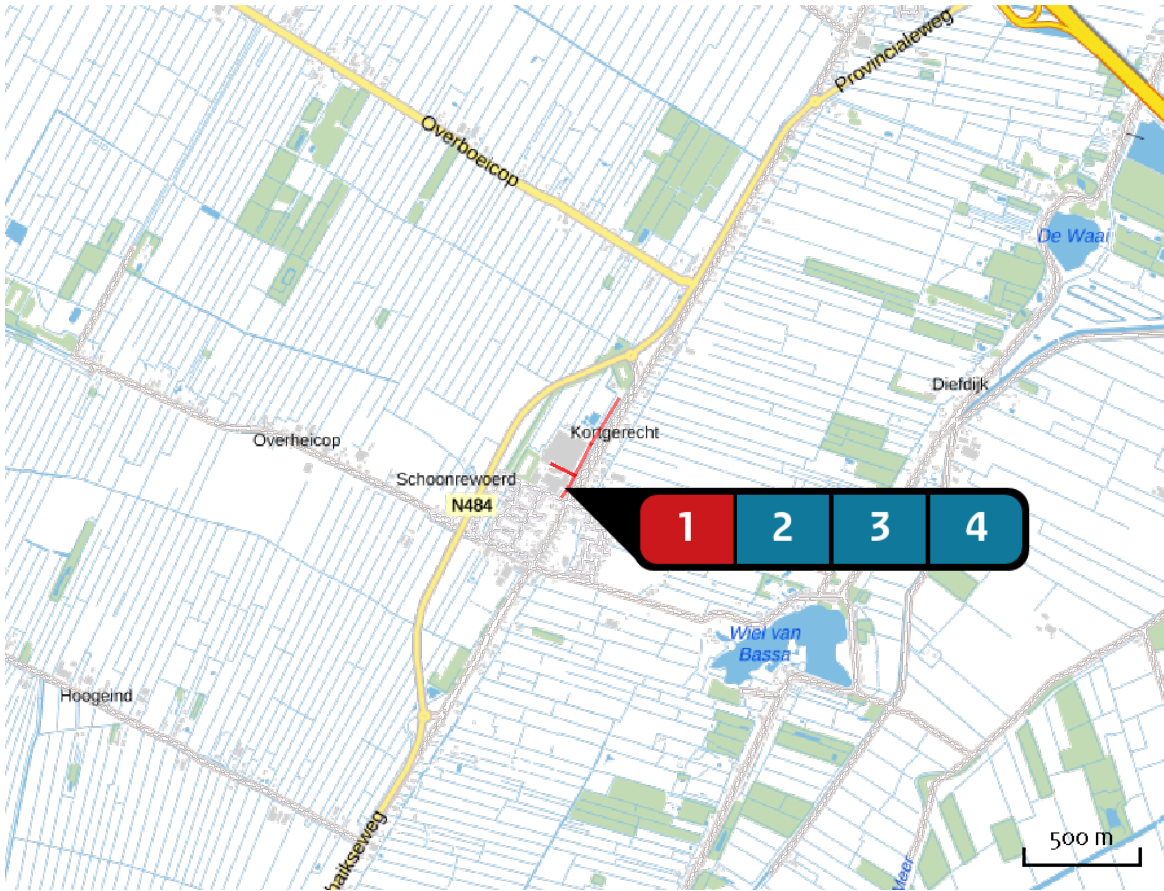 Provincialeweg
Overboeicop
De Waai
Diefdijk
Kortgerecht
Overheicop
Schoonrewoerd
N484
1 2 3 4
Wiel van
Bassa
Hoogeind
500 m
haikseweg
Meer